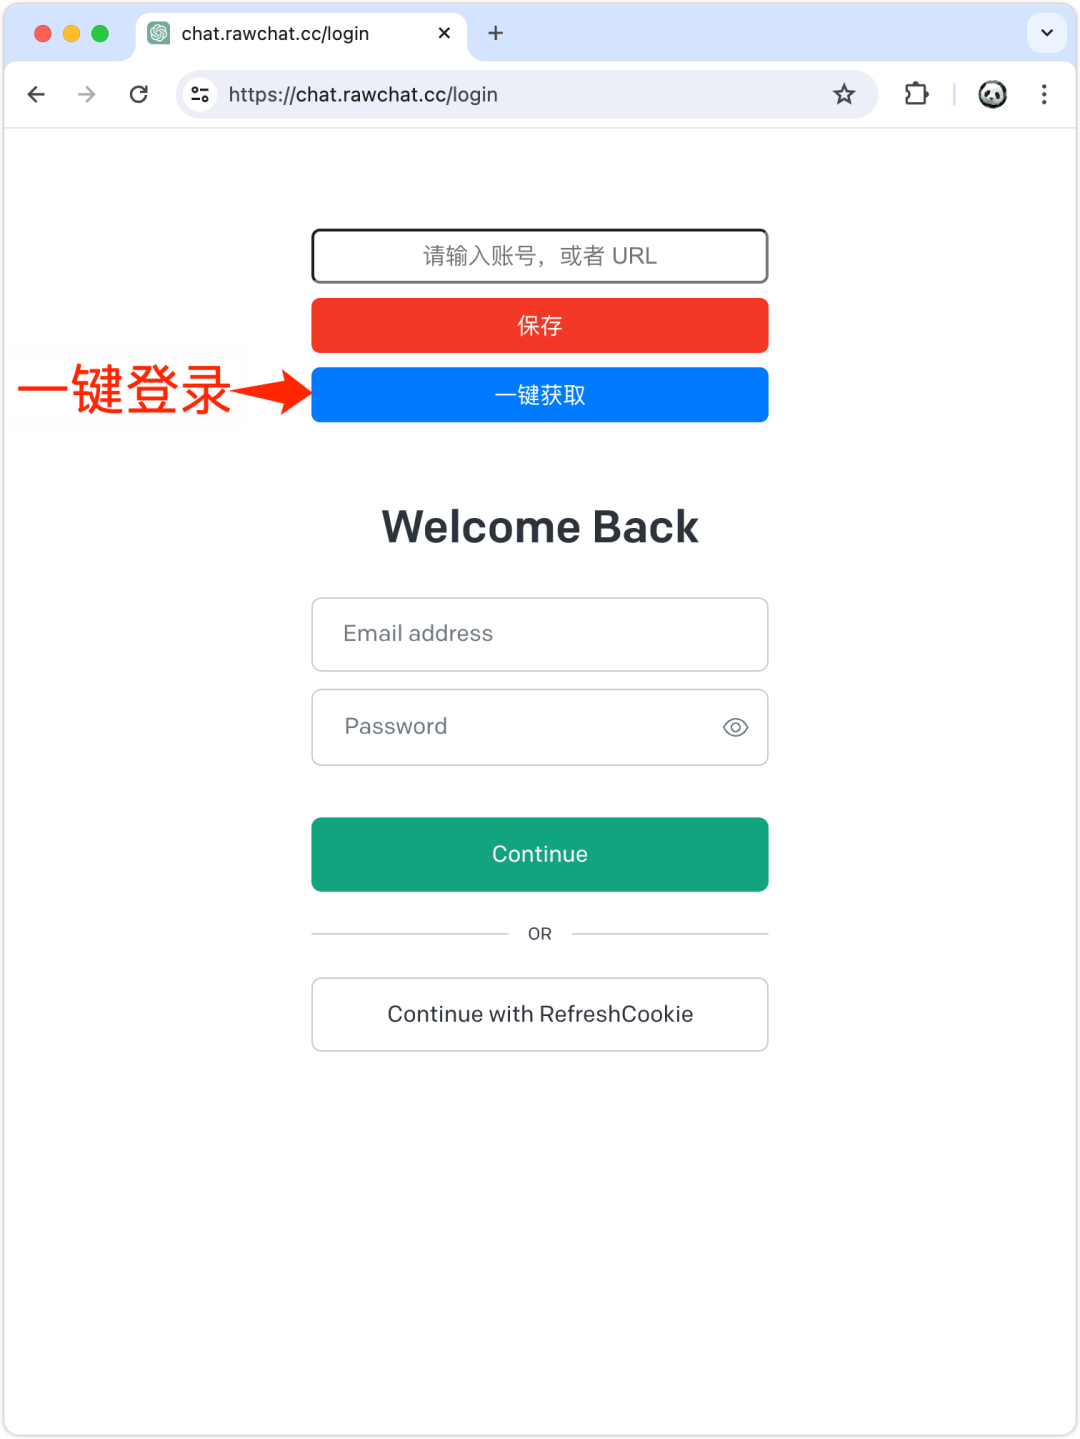 chat.rawchat.cc/login
https://chat.rawchat.cc/login
请输入账号，或者 URL
保存
一键登录
一键获取
Welcome Back
Email address
Password
Continue
OR
Continue with RefreshCookie